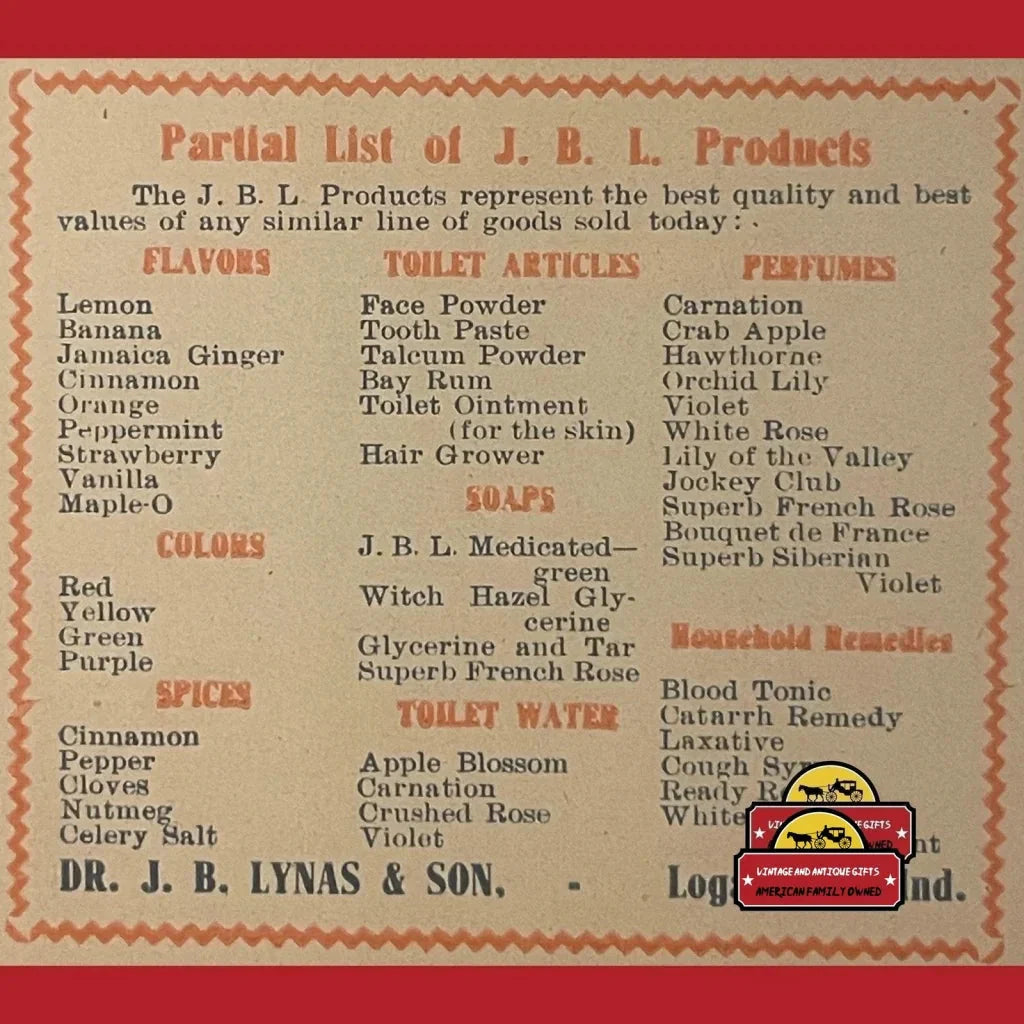 Partial List of J. B. L. Products
The J. B. L Products represent the best quality and best
values of any similar line of goods sold today:
FLAVORS
Lemon
Banana
Jamaica Ginger
Cinnamon
Orange
Peppermint
Strawberry
Vanilla
Maple-O
COLORS
Red
Yellow
Green
Purple
SPICES
Cinnamon
Pepper
Cloves
Nutmeg
Celery Salt
TOILET ARTICLES
Face Powder
Tooth Paste
Talcum Powder
Bay Rum
Toilet Ointment
(for the skin)
Hair Grower
SOAPS
J. B. L. Medicated—
green
Witch Hazel Gly-
cerine
Glycerine and Tar
Superb French Rose
TOILET WATER
Apple Blossom
Carnation
Crushed Rose
Violet
PERFUMES
Carnation
Crab Apple
Hawthorne
Orchid Lily
Violet
White Rose
Lily of the Valley
Jockey Club
Superb French Rose
Bouquet de France
Superb Siberian
Violet
Household Remedies
Blood Tonic
Catarrh Remedy
Laxative
Cough
Ready
White
DR. J. B. LYNAS & SON, -
VINTAGE AND ANTIQUE GIFTS
AMERICAN FAMILY OWNED